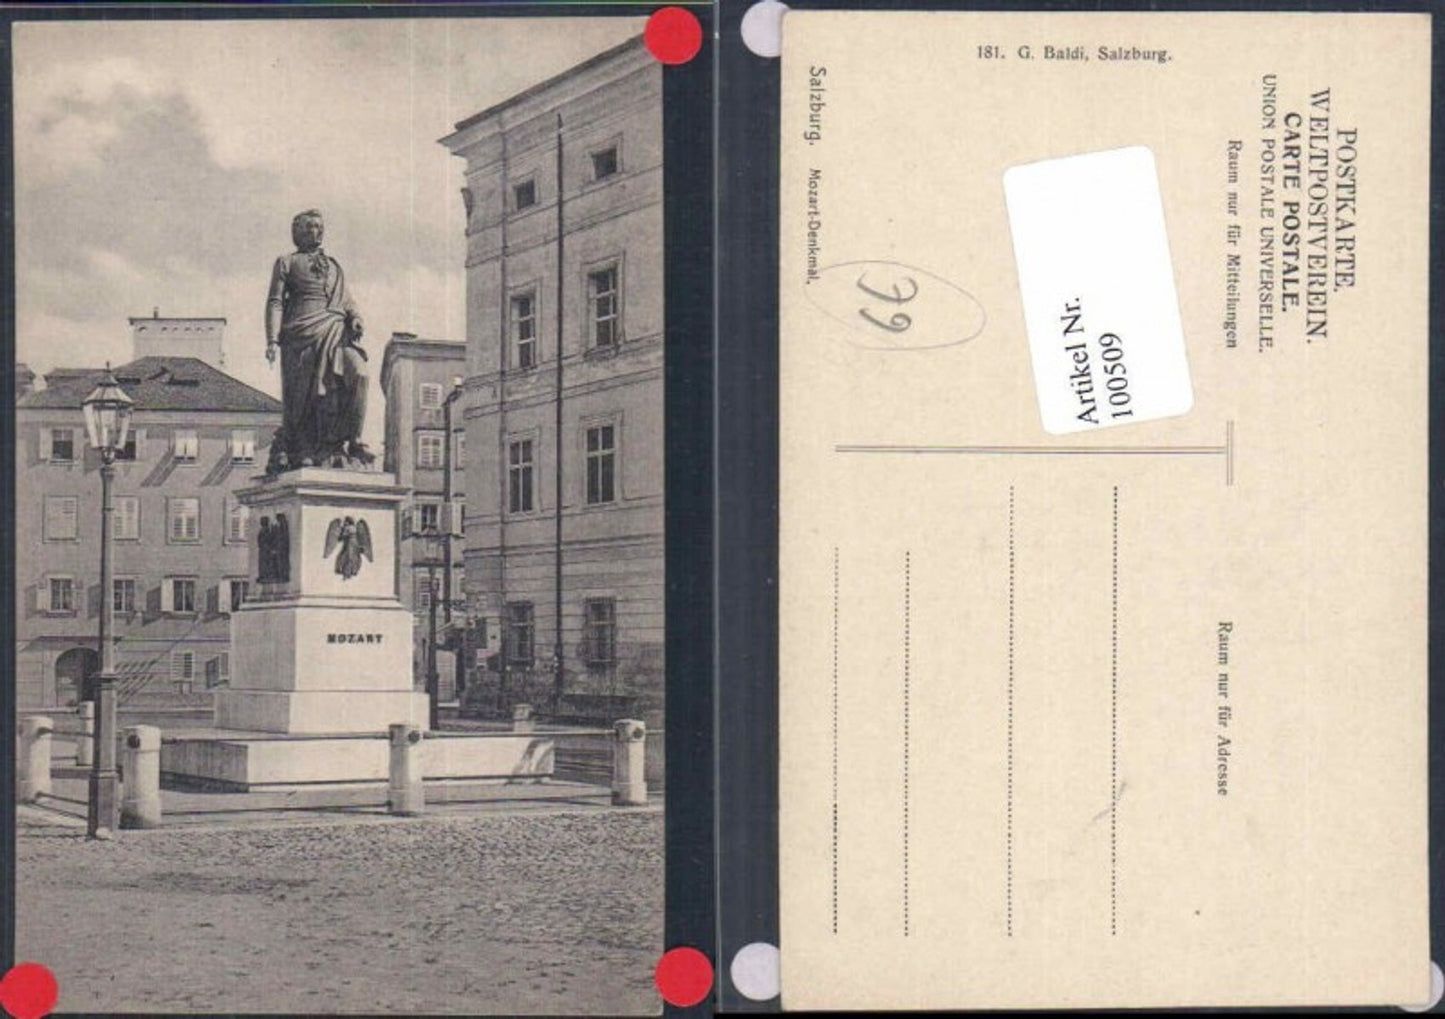 MOZART
181. G. Baldi, Salzburg.
POSTKARTE.
WELTPOSTVEREIN.
CARTE POSTALE.
UNION POSTALE UNIVERSELLE.
Raum nur für Mitteilungen
Artikel Nr.
100509
39
Salzburg. Mozart-Denkmal.
Raum nur für Adresse